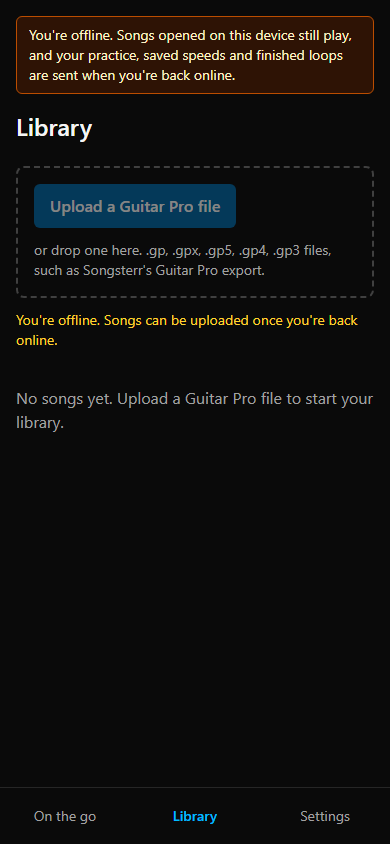 You're offline. Songs opened on this device still play,
and your practice, saved speeds and finished loops
are sent when you're back online.
Library
Upload a Guitar Pro file
or drop one here. .gp, .gpx, .gp5, .gp4, .gp3 files,
such as Songsterr's Guitar Pro export.
You're offline. Songs can be uploaded once you're back
online.
No songs yet. Upload a Guitar Pro file to start your
library.
On the go
Library
Settings